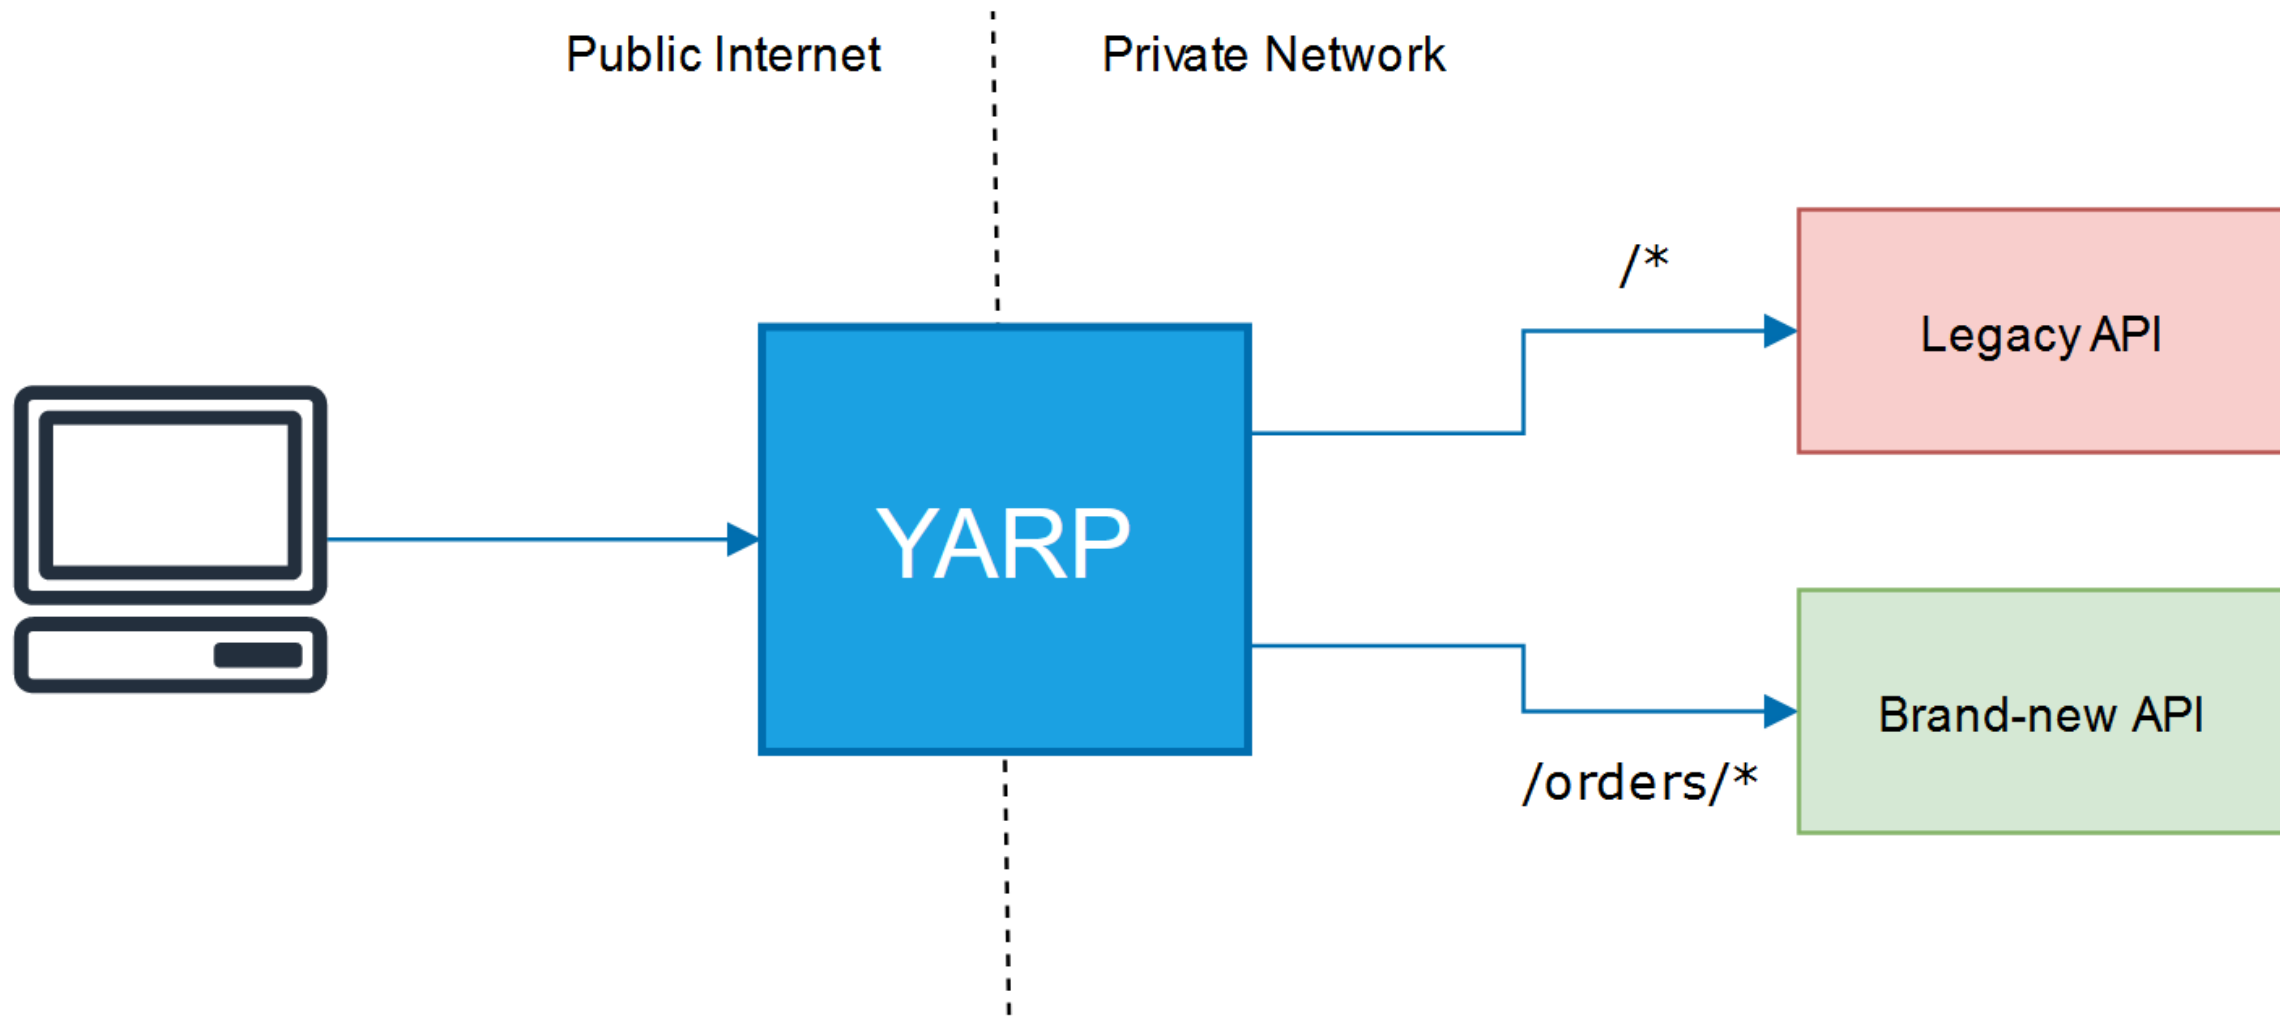 Public Internet
Private Network
/*
Legacy API
YARP
Brand-new API
/orders/*